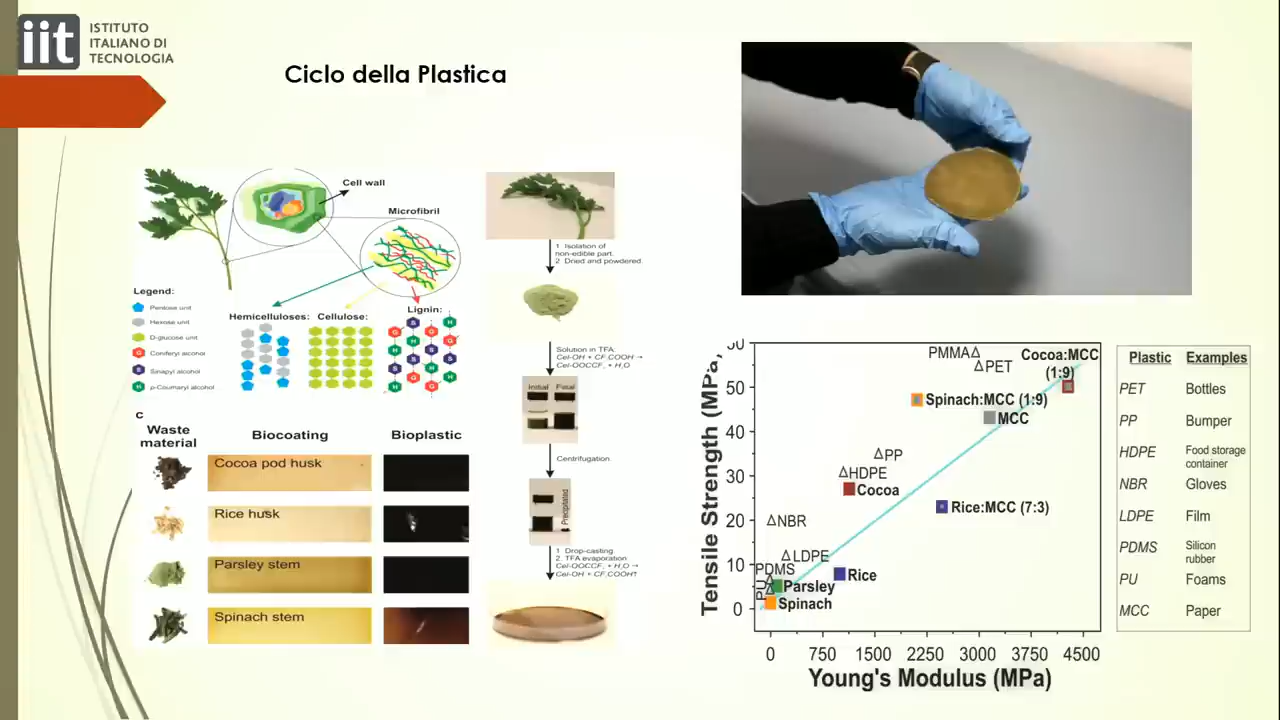 iit
ISTITUTO
ITALIANO DI
TECNOLOGIA
Ciclo della Plastica
Cell wall
Microfibril
Legend:
Pentose unit
Hexose unit
D-glucose unit
Coniferyl alcohol
Sinapyl alcohol
p-Coumaryl alcohol
Hemicelluloses:
Cellulose:
Lignin:
S
H
G
G
H
S
S
G
H
G
S
S
H
G
H
C
Waste
material
Biocoating
Bioplastic
Cocoa pod husk
Rice husk
Parsley stem
Spinach stem
1 Isolation of
non-edible part.
2 Dried and powdered.
Solution in TFA:
Cel-OH + CF₃COOH →
Cel-OOCCF₃ + H₂O
Initial Final
Centrifugation
Precipitated
1 Drop-casting
2. TFA evaporation:
Cel-OOCCF₃ + H₂O →
Cel-OH + CF₃COOH↑
Tensile Strength (MPa,
50
40
30
20
10
0
PMMA
PET
Cocoa:MCC
(1:9)
Spinach:MCC (1:9)
MCC
PP
HDPE
Cocoa
Rice:MCC (7:3)
NBR
LDPE
PDMS
PU
Rice
Parsley
Spinach
0 750 1500 2250 3000 3750 4500
Young's Modulus (MPa)
Plastic Examples
PET Bottles
PP Bumper
HDPE Food storage
container
NBR Gloves
LDPE Film
PDMS Silicon
rubber
PU Foams
MCC Paper